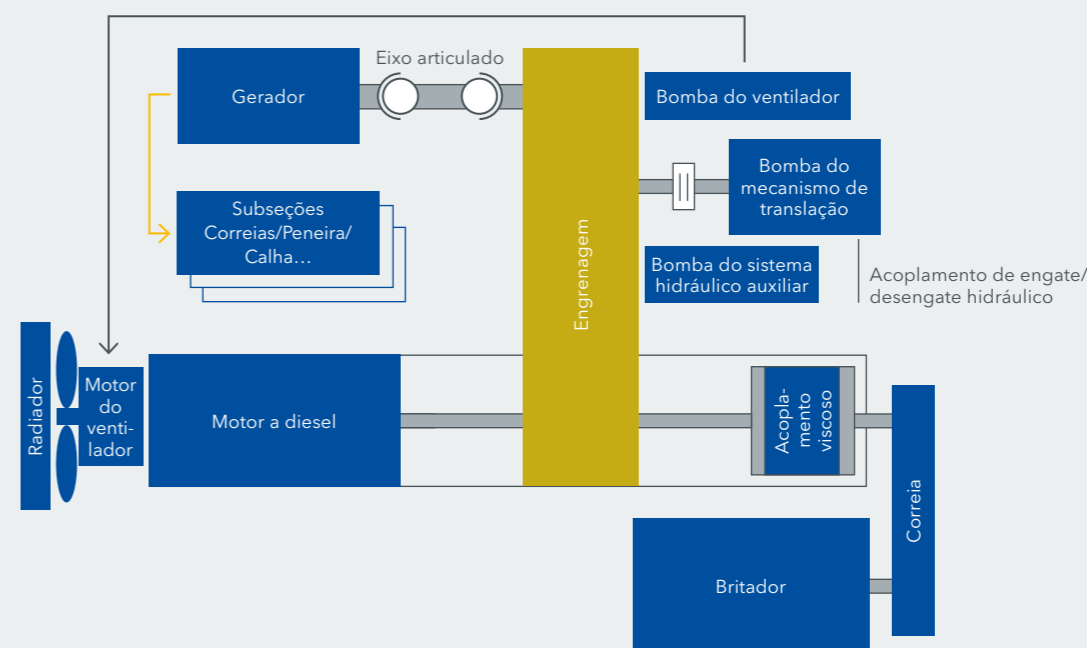 Eixo articulado
Gerador
Bomba do ventilador
Bomba do
mecanismo de
translação
Subseções
Correias/Peneira/
Calha…
Engrenagem
Bomba do sistema
hidráulico auxiliar
Acoplamento de engate/
desengate hidráulico
Radiador
Motor
do
venti-
lador
Motor a diesel
Acopla-
mento
viscoso
Correia
Britador